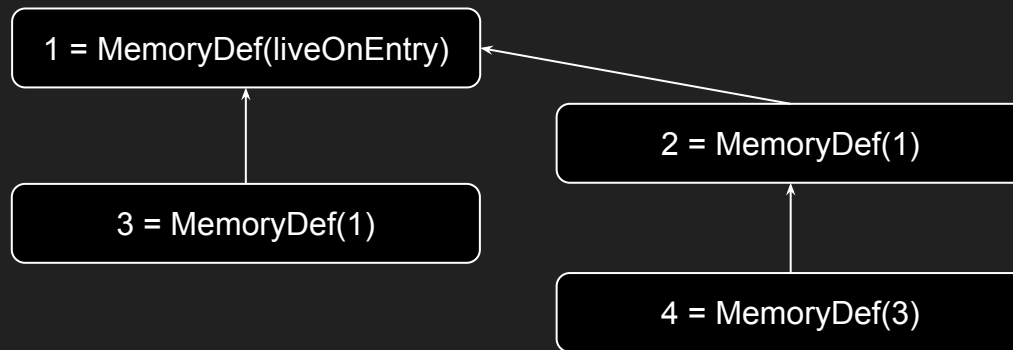 1 = MemoryDef(liveOnEntry)
2 = MemoryDef(1)
3 = MemoryDef(1)
4 = MemoryDef(3)